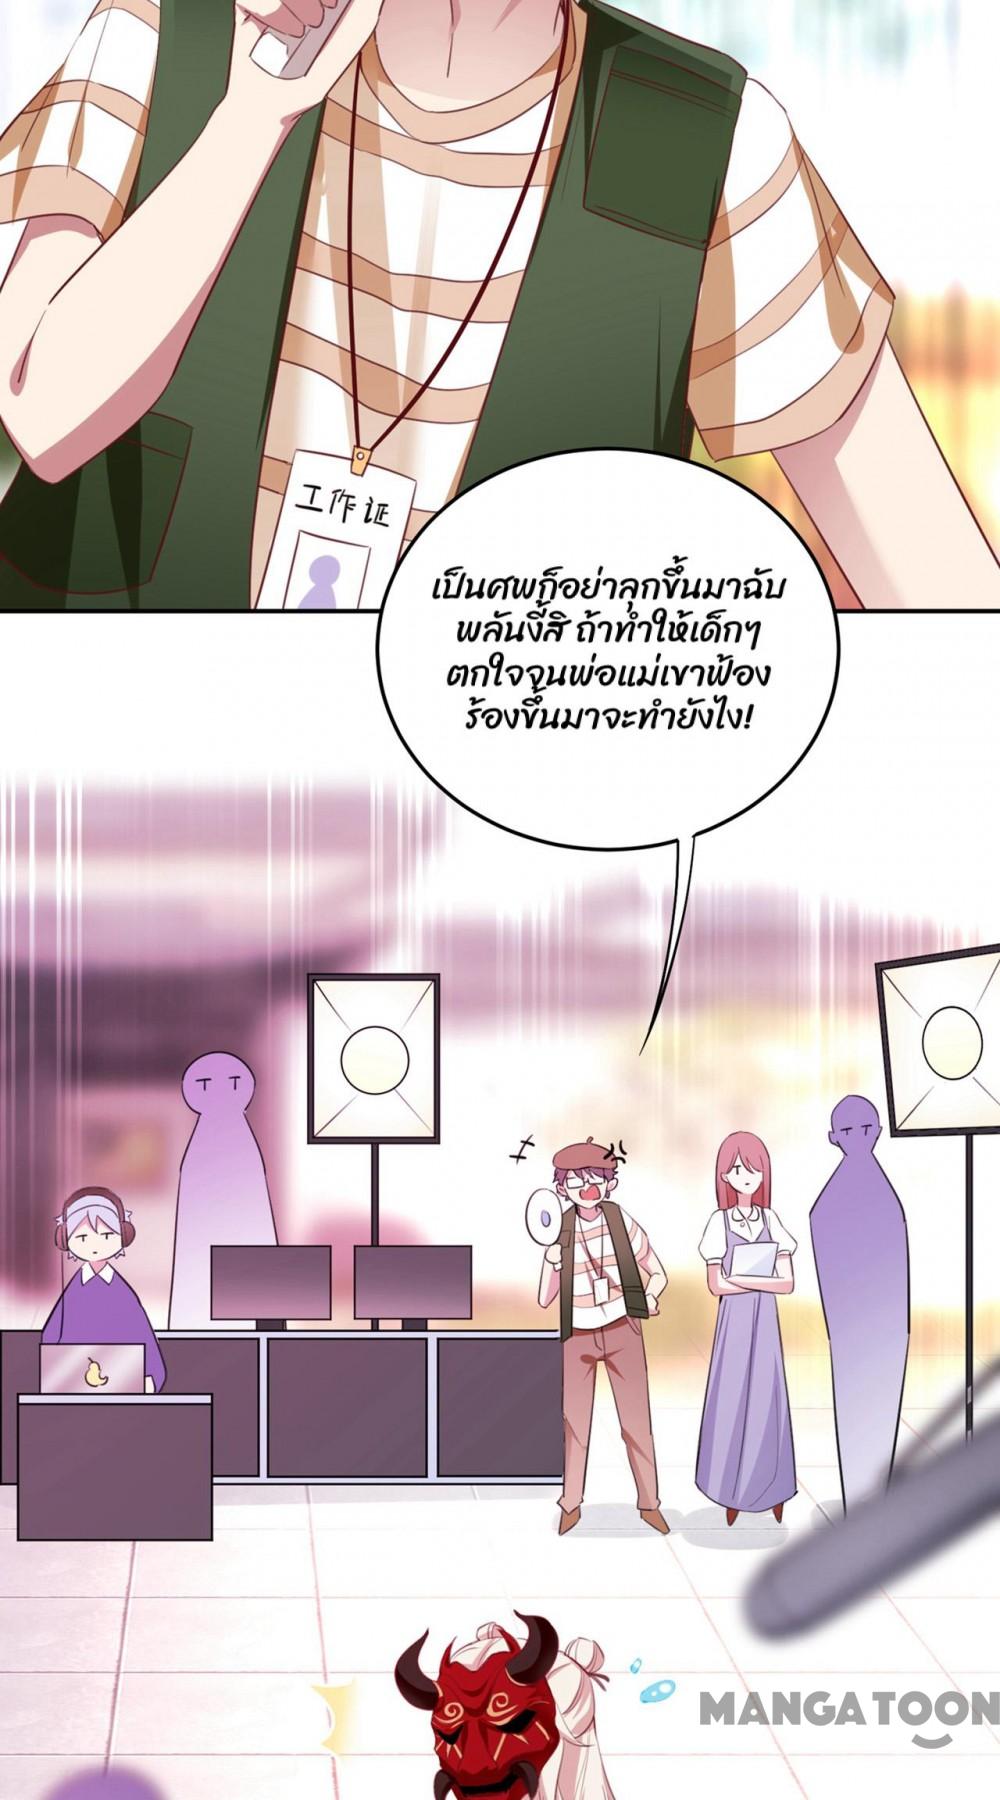 工作证
เป็นศพก็อย่าลุกขึ้นมาฉับ
พลันงี้สิ ถ้าทำให้เด็กๆ
ตกใจจนพ่อแม่เขาฟ้อง
ร้องขึ้นมาจะทำยังไง!
MANGATOON